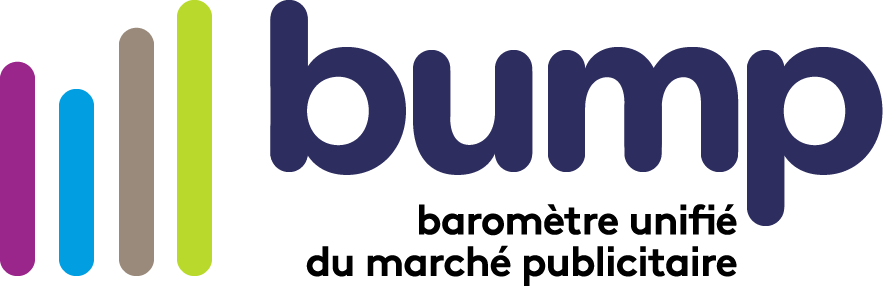 bump
baromètre unifié
du marché publicitaire